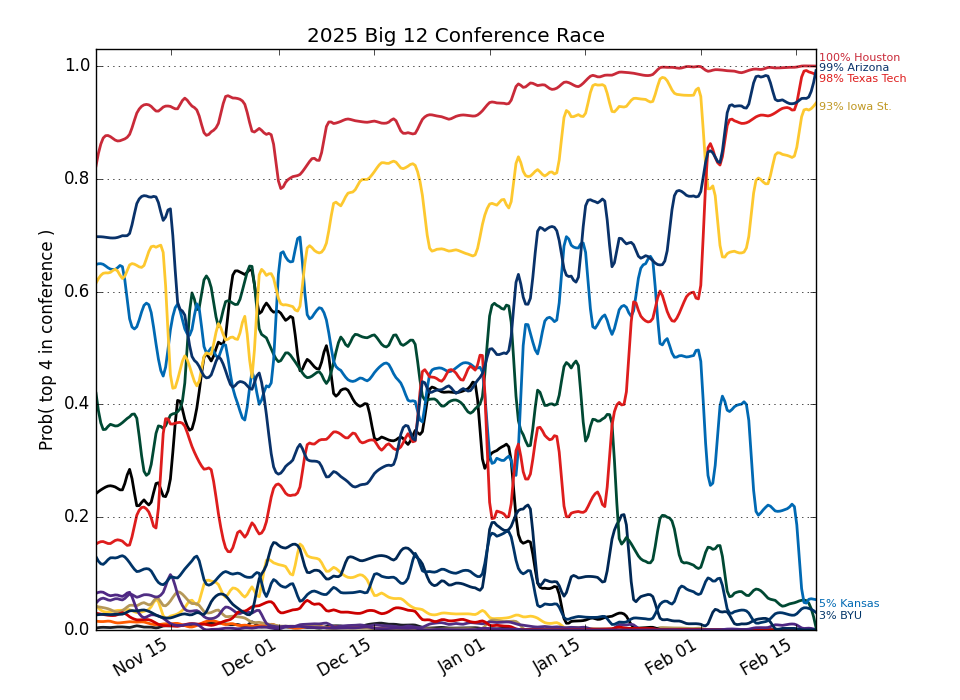 2025 Big 12 Conference Race
Prob( top 4 in conference )
1.0
0.8
0.6
0.4
0.2
0.0
Nov 15
Dec 01
Dec 15
Jan 01
Jan 15
Feb 01
Feb 15
100% Houston
99% Arizona
98% Texas Tech
93% Iowa St.
5% Kansas
3% BYU